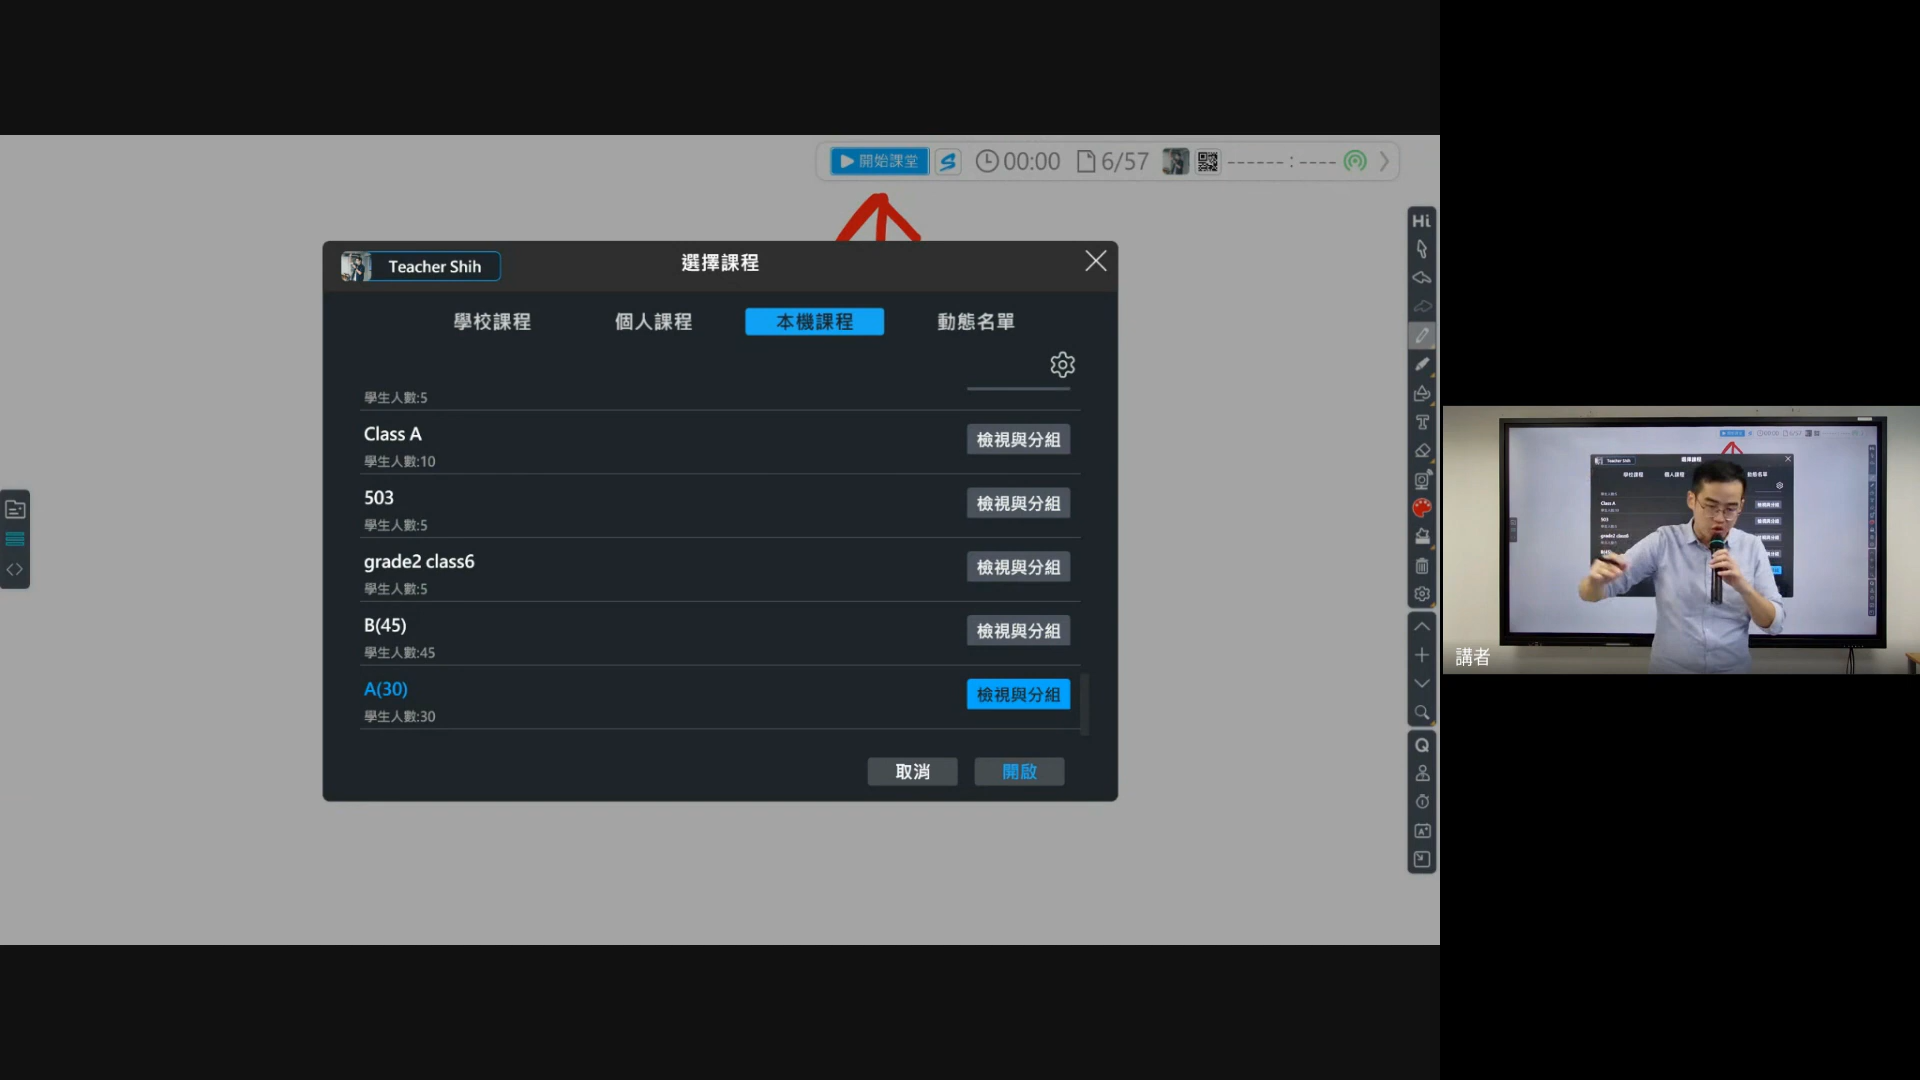 開始課堂
00:00
6/57
------ : ----
Teacher Shih
選擇課程
學校課程
個人課程
本機課程
動態名單
學生人數:5
Class A
檢視與分組
學生人數:10
503
檢視與分組
學生人數:5
grade2 class6
檢視與分組
學生人數:5
B(45)
檢視與分組
學生人數:45
A(30)
檢視與分組
學生人數:30
取消
開啟
Hi
講者